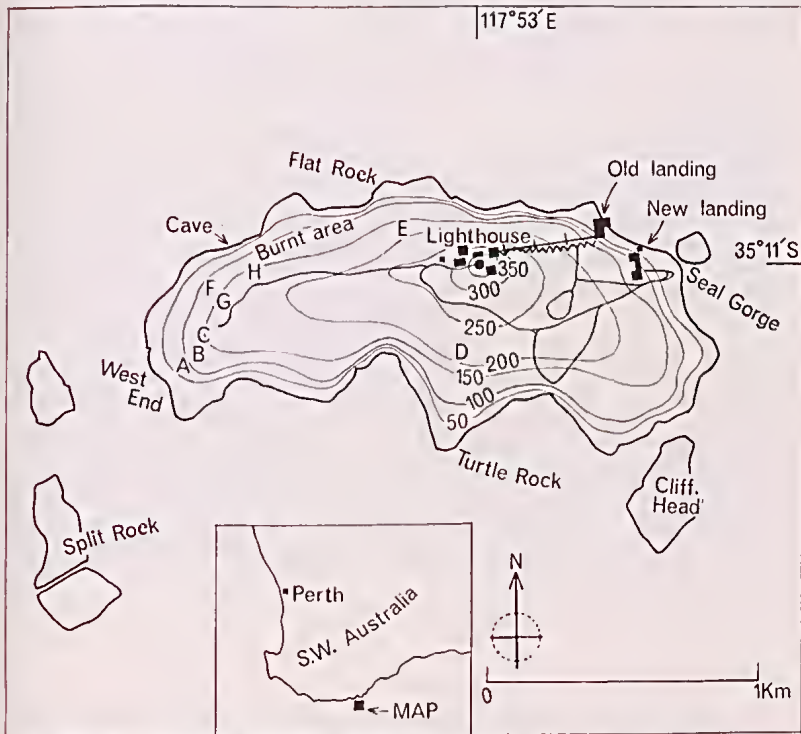 117°53'E
Flat Rock
Old landing
Cave
Burnt area
E
Lighthouse
New landing
35°11'S
H
350
F
G
300
Seal Gorge
250
C
B
D
A
200
150
West End
100
50
Turtle Rock
Cliff. Head
Split Rock
Perth
S.W. Australia
MAP
N
0
1Km